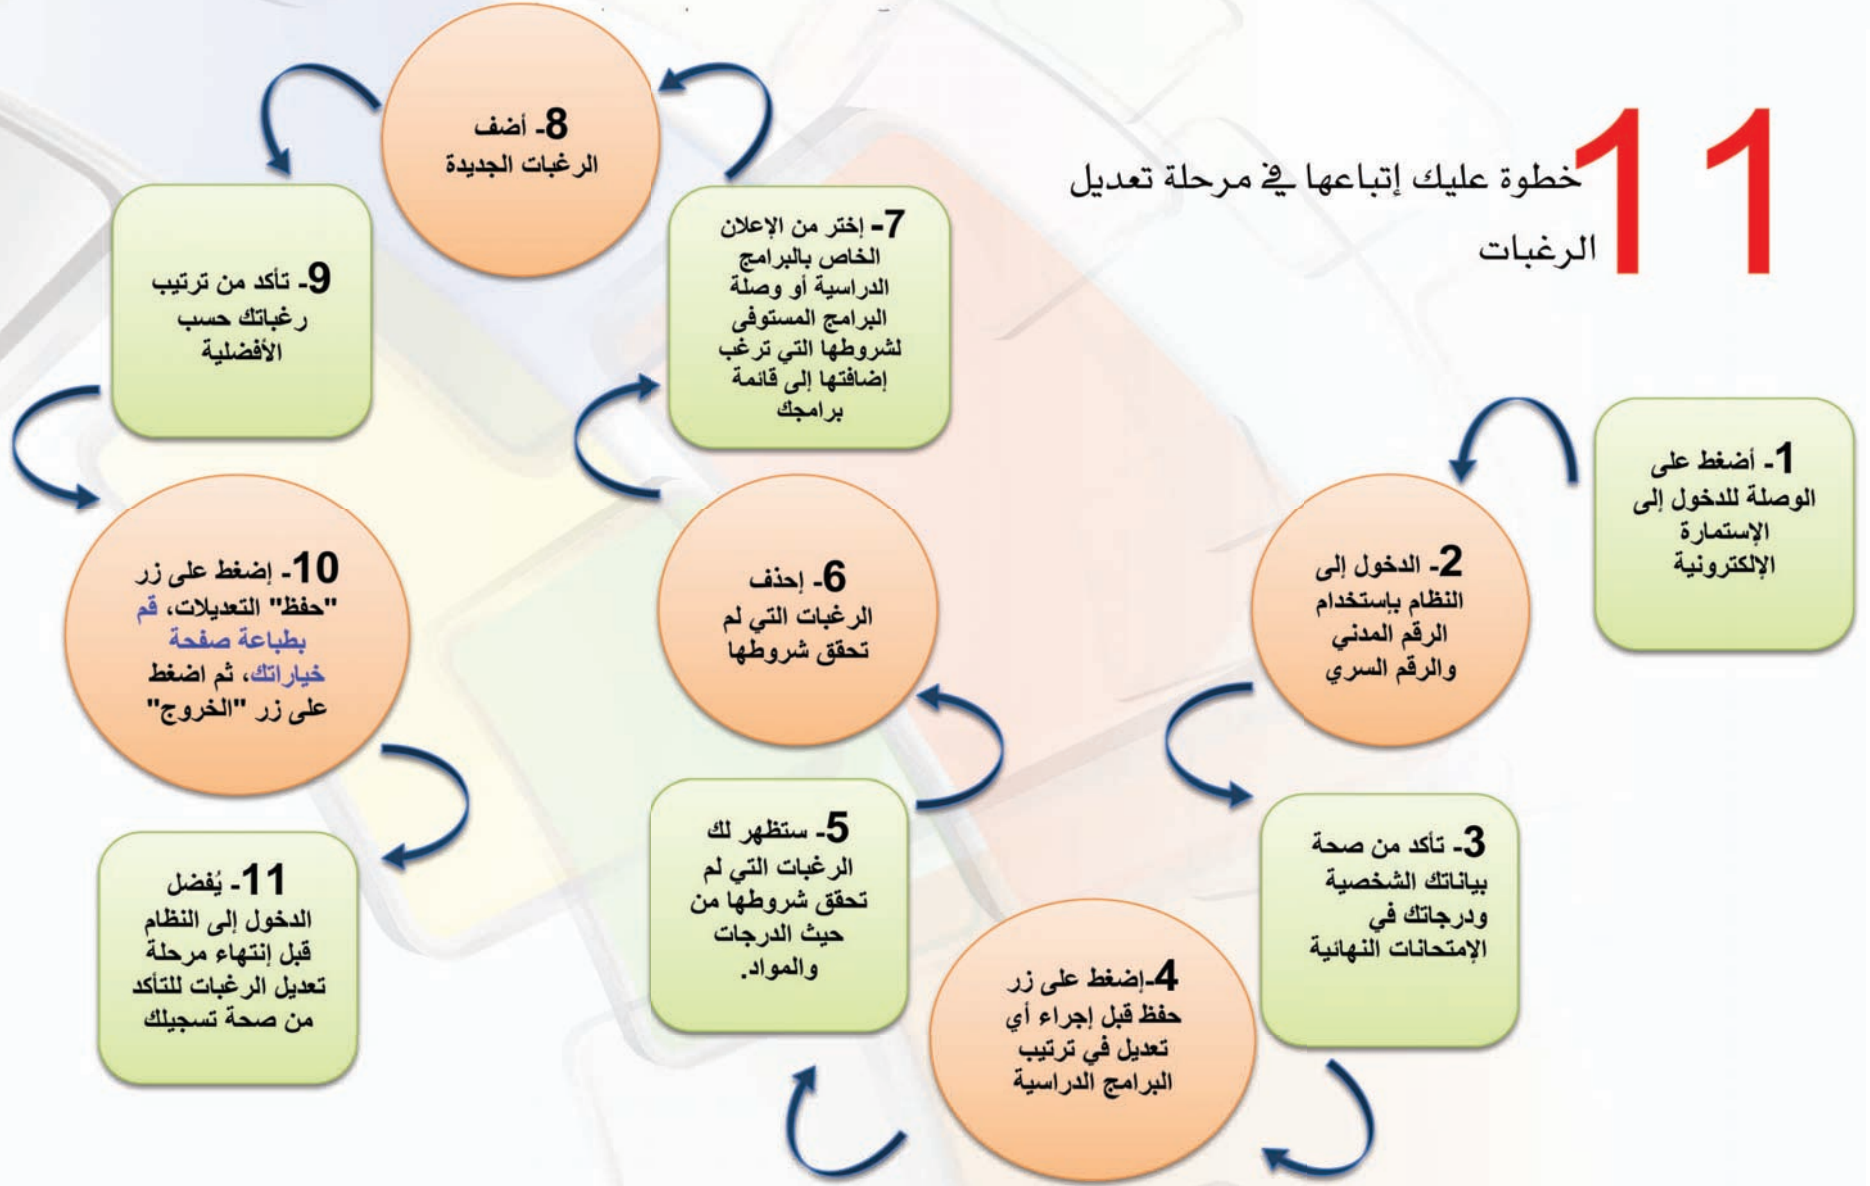 11 خطوة عليك إتباعها في مرحلة تعديل
الرغبات
1- أضغط على
الوصلة للدخول إلى
الإستمارة
الإلكترونية
2- الدخول إلى
النظام بإستخدام
الرقم المدني
والرقم السري
3- تأكد من صحة
بياناتك الشخصية
ودرجاتك في
الإمتحانات النهائية
4-إضغط على زر
حفظ قبل إجراء أي
تعديل في ترتيب
البرامج الدراسية
5- ستظهر لك
الرغبات التي لم
تحقق شروطها من
حيث الدرجات
والمواد.
6- إحذف
الرغبات التي لم
تحقق شروطها
7- إختر من الإعلان
الخاص بالبرامج
الدراسية أو وصلة
البرامج المستوفى
لشروطها التي ترغب
إضافتها إلى قائمة
برامجك
8- أضف
الرغبات الجديدة
9- تأكد من ترتيب
رغباتك حسب
الأفضلية
10- إضغط على زر
"حفظ" التعديلات، قم
بطباعة صفحة
خياراتك، ثم اضغط
على زر "الخروج"
11- يُفضل
الدخول إلى النظام
قبل إنتهاء مرحلة
تعديل الرغبات للتأكد
من صحة تسجيلك